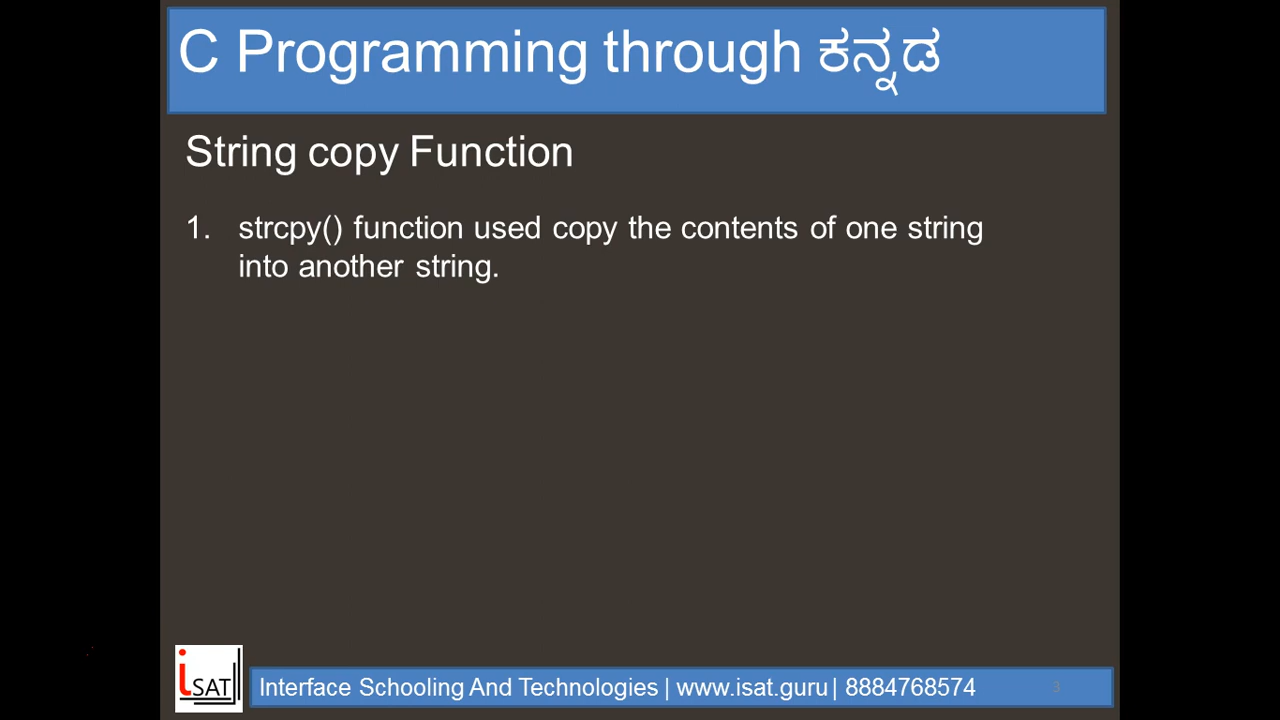 C Programming through ಕನ್ನಡ
String copy Function
1. strcpy() function used copy the contents of one string
into another string.
iSAT
Interface Schooling And Technologies | www.isat.guru | 8884768574
3